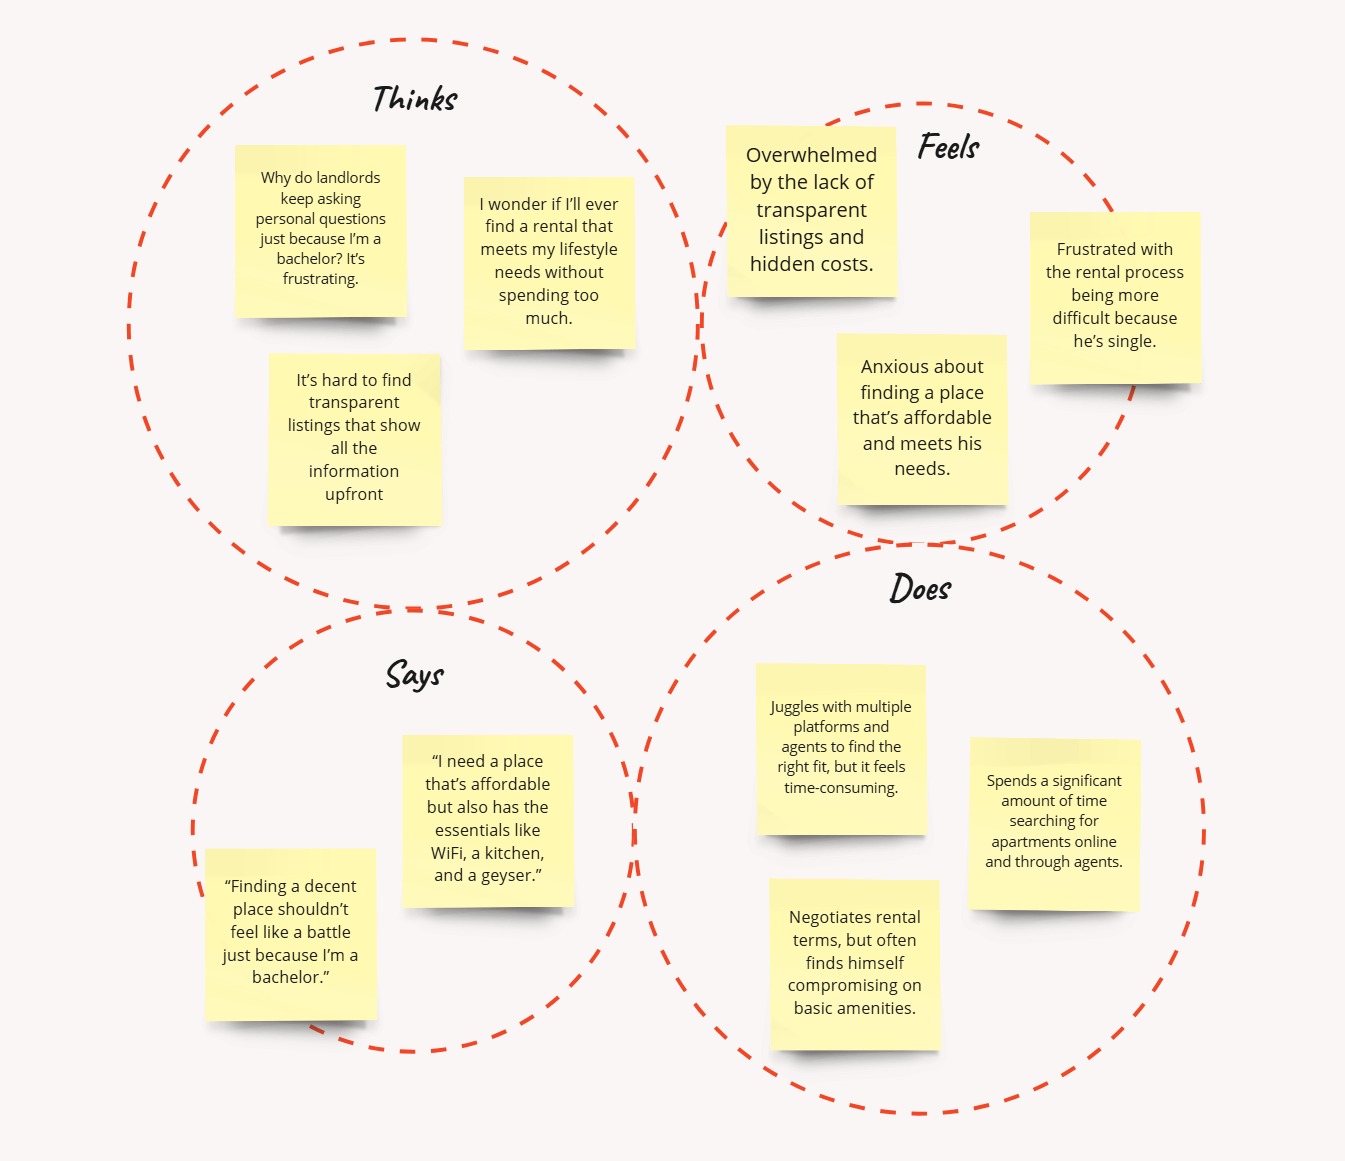 Thinks
Why do landlords
keep asking
personal questions
just because I’m a
bachelor? It’s
frustrating.
I wonder if I’ll ever
find a rental that
meets my lifestyle
needs without
spending too
much.
It’s hard to find
transparent
listings that show
all the
information
upfront
Feels
Overwhelmed
by the lack of
transparent
listings and
hidden costs.
Frustrated with
the rental process
being more
difficult because
he’s single.
Anxious about
finding a place
that’s affordable
and meets his
needs.
Says
“I need a place
that’s affordable
but also has the
essentials like
WiFi, a kitchen,
and a geyser.”
“Finding a decent
place shouldn’t
feel like a battle
just because I’m a
bachelor.”
Does
Juggles with multiple
platforms and
agents to find the
right fit, but it feels
time-consuming.
Spends a significant
amount of time
searching for
apartments online
and through agents.
Negotiates rental
terms, but often
finds himself
compromising on
basic amenities.